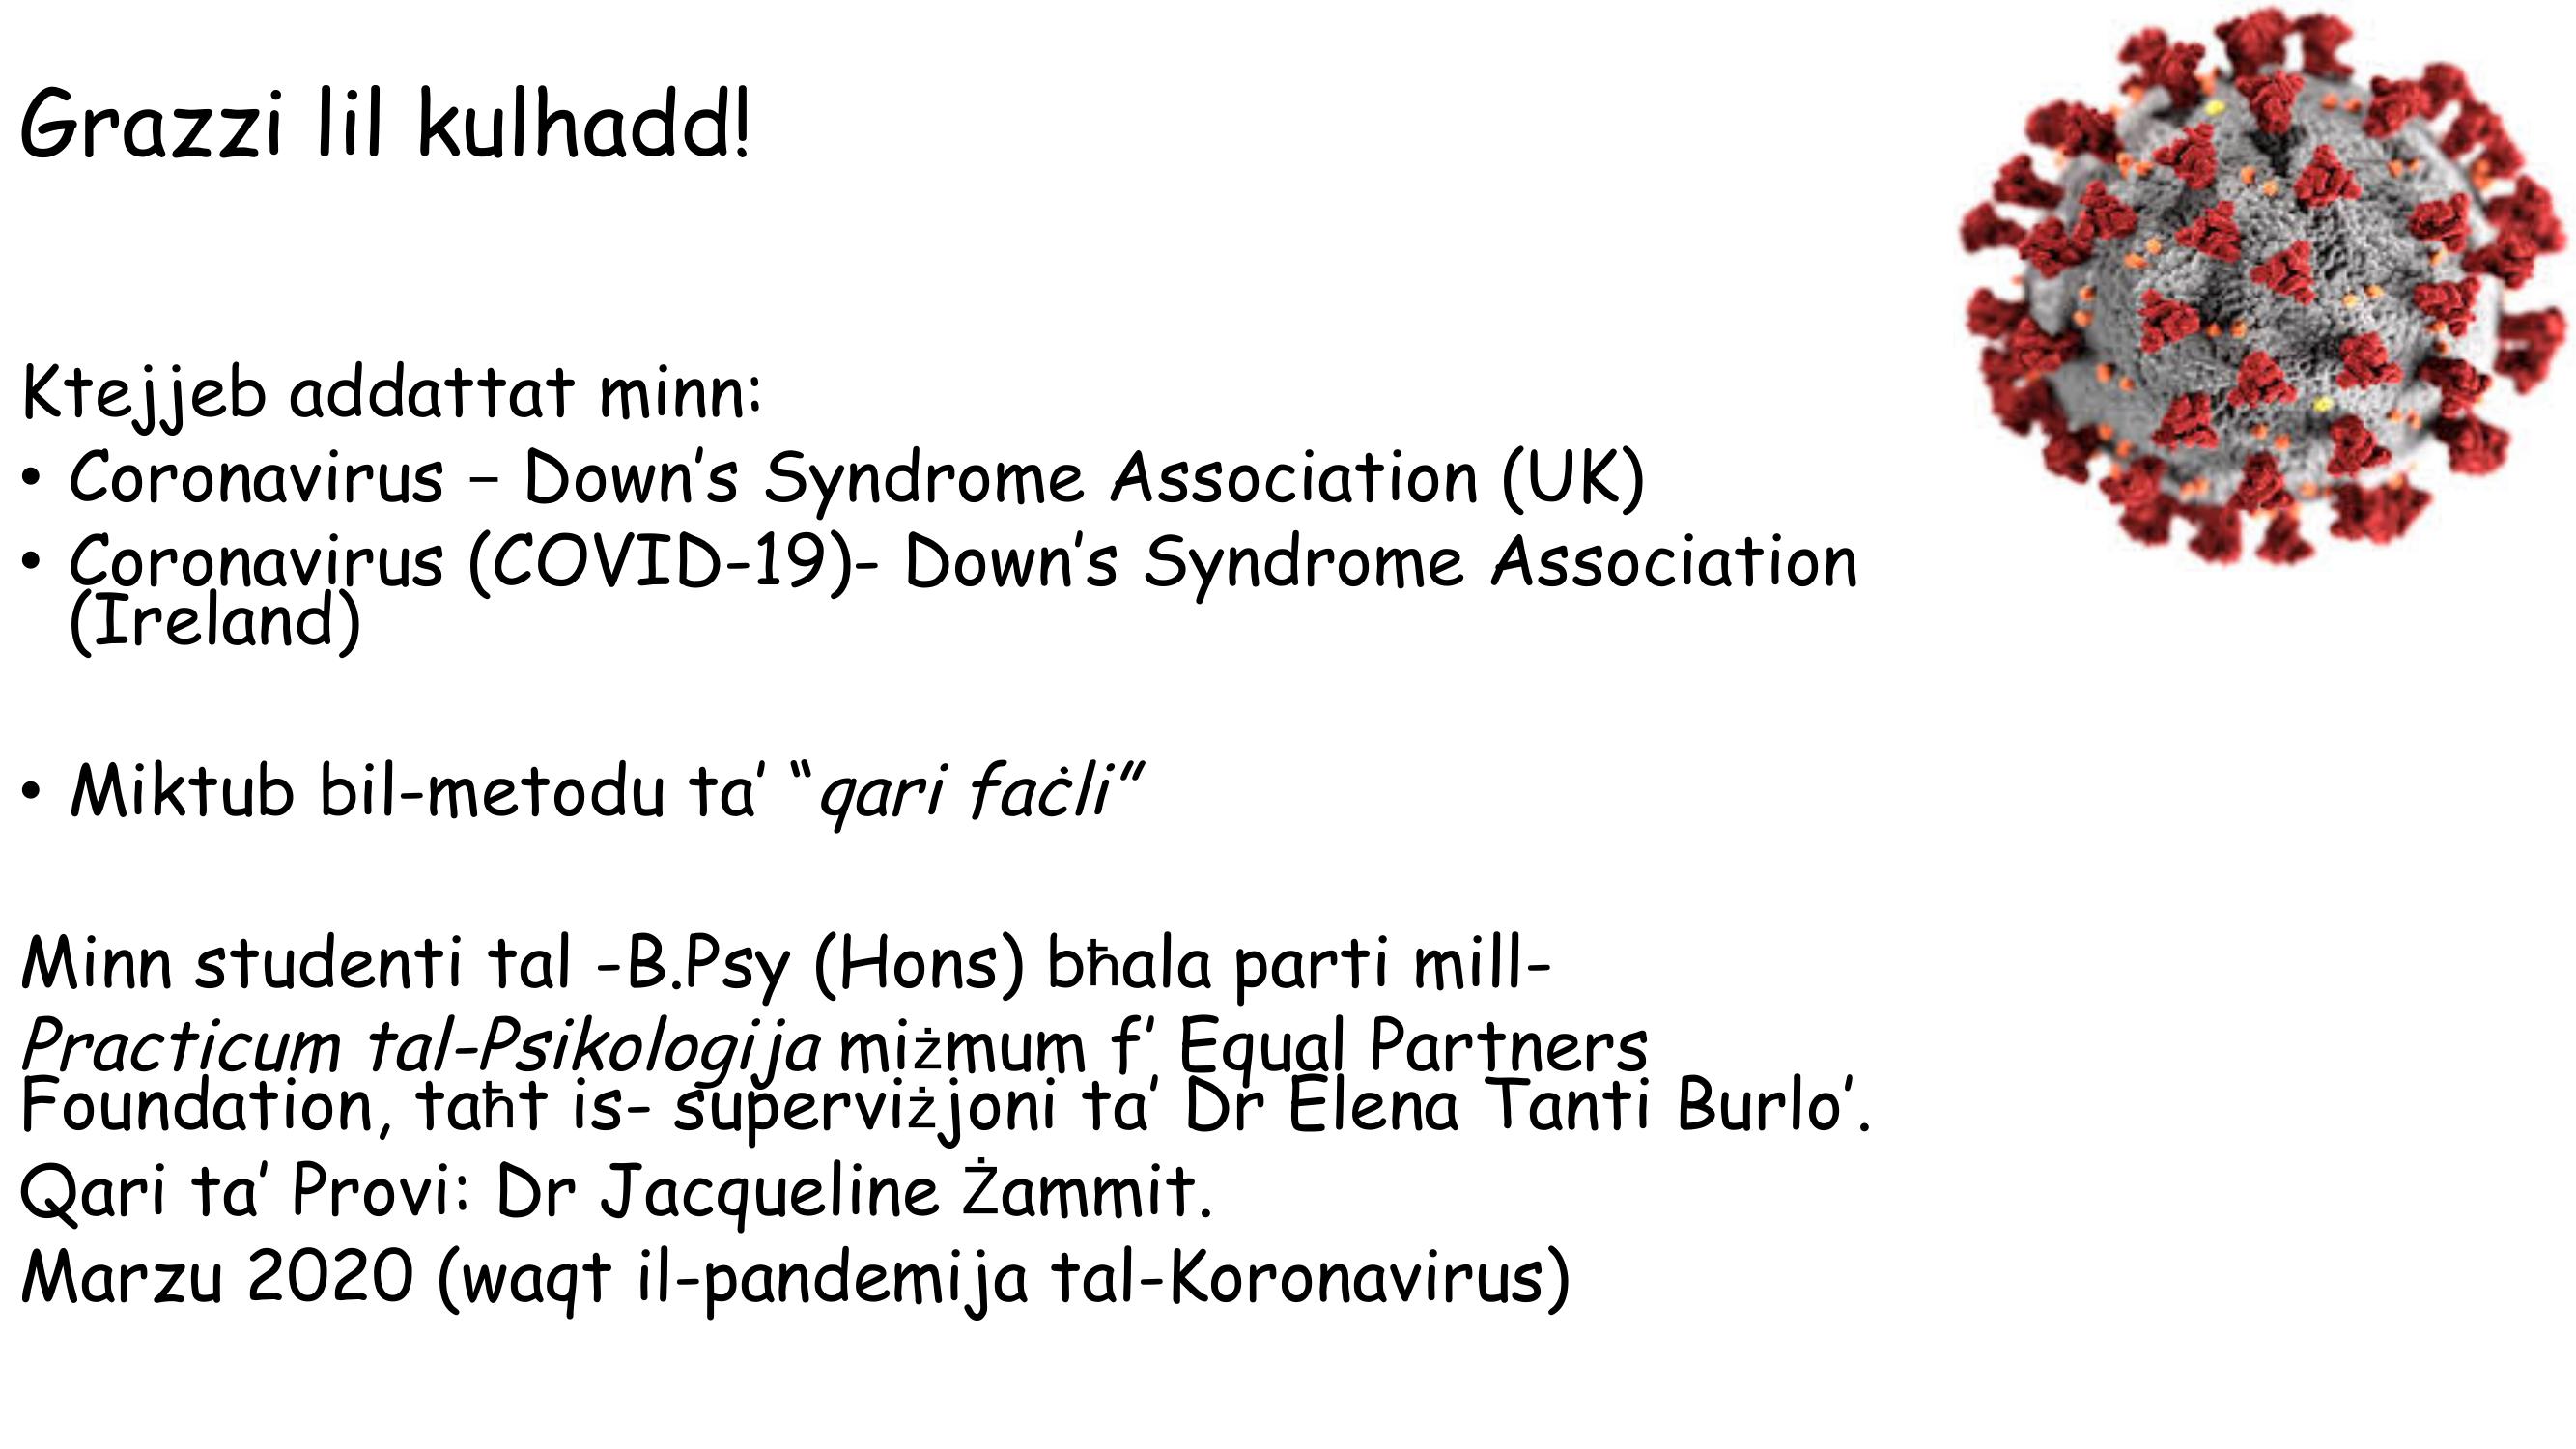 Grazzi lil kulhadd!
Ktejjeb addattat minn:
• Coronavirus – Down’s Syndrome Association (UK)
• Coronavirus (COVID-19)- Down’s Syndrome Association
(Ireland)
• Miktub bil-metodu ta’ “qari faċli”
Minn studenti tal -B.Psy (Hons) bħala parti mill-
Practicum tal-Psikologija miżmum f’ Equal Partners
Foundation, taħt is- superviżjoni ta’ Dr Elena Tanti Burlo’.
Qari ta’ Provi: Dr Jacqueline Żammit.
Marzu 2020 (waqt il-pandemija tal-Koronavirus)